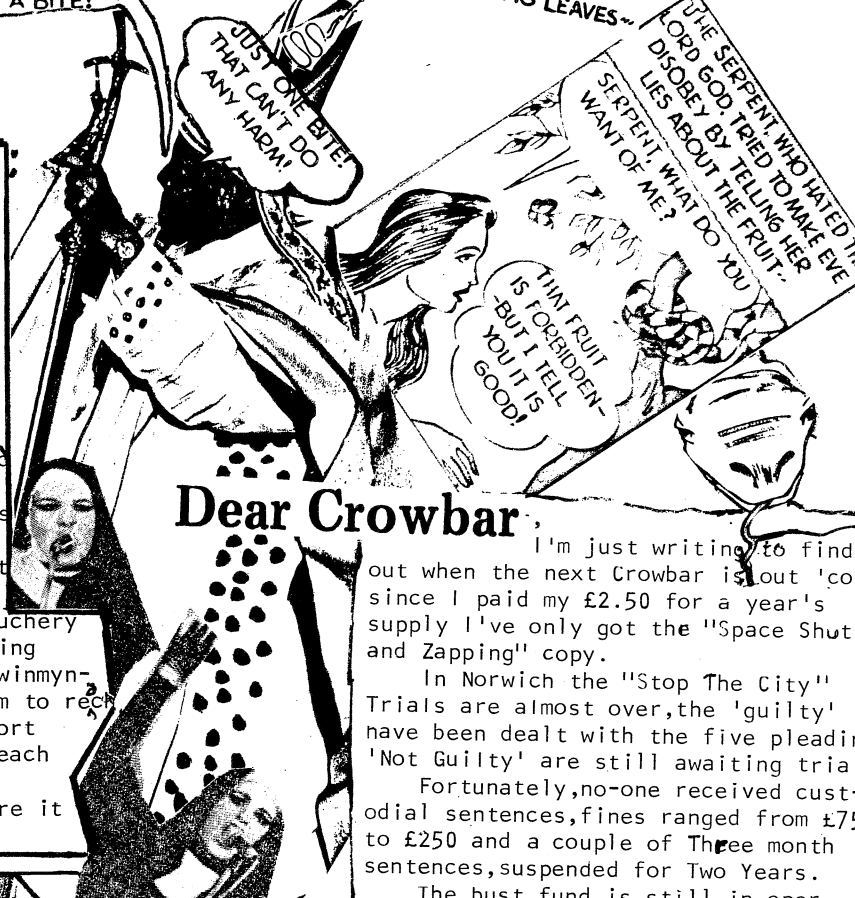 A BITE!
LEAVES~
JUST ONE BITE!
THAT CAN'T DO
ANY HARM!
THE SERPENT, WHO HATED
LORD GOD, TRIED TO MAKE EVE
DISOBEY BY TELLING HER
LIES ABOUT THE FRUIT..
SERPENT, WHAT DO YOU
WANT OF ME?
THAT FRUIT
IS FORBIDDEN-
-BUT I TELL
YOU IT IS
GOOD!
Dear Crowbar,
I'm just writing to find
out when the next Crowbar is out 'co
since I paid my £2.50 for a year's
supply I've only got the "Space Shut
and Zapping" copy.
In Norwich the "Stop The City"
Trials are almost over,the 'guilty'
have been dealt with the five pleadin
'Not Guilty' are still awaiting tria
Fortunately,no-one received cust-
odial sentences,fines ranged from £75
to £250 and a couple of Three month
sentences,suspended for Two Years.
The bust fund is still in oper
uchery
ing
winmyn-
m to reck
ort
each
re it